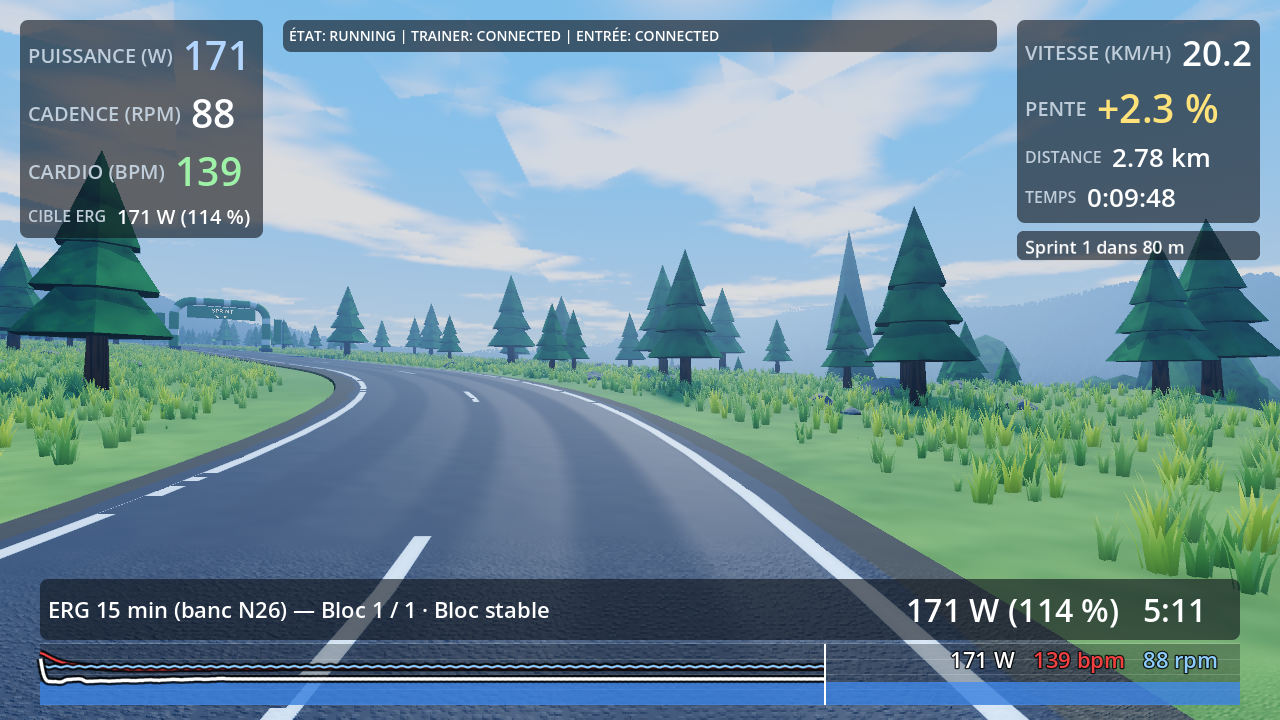 PUISSANCE (W) 171
CADENCE (RPM) 88
CARDIO (BPM) 139
CIBLE ERG 171 W (114 %)
ÉTAT: RUNNING | TRAINER: CONNECTED | ENTRÉE: CONNECTED
VITESSE (KM/H) 20.2
PENTE +2.3 %
DISTANCE 2.78 km
TEMPS 0:09:48
Sprint 1 dans 80 m
SPRINT
ERG 15 min (banc N26) — Bloc 1 / 1 · Bloc stable 171 W (114 %) 5:11
171 W 139 bpm 88 rpm